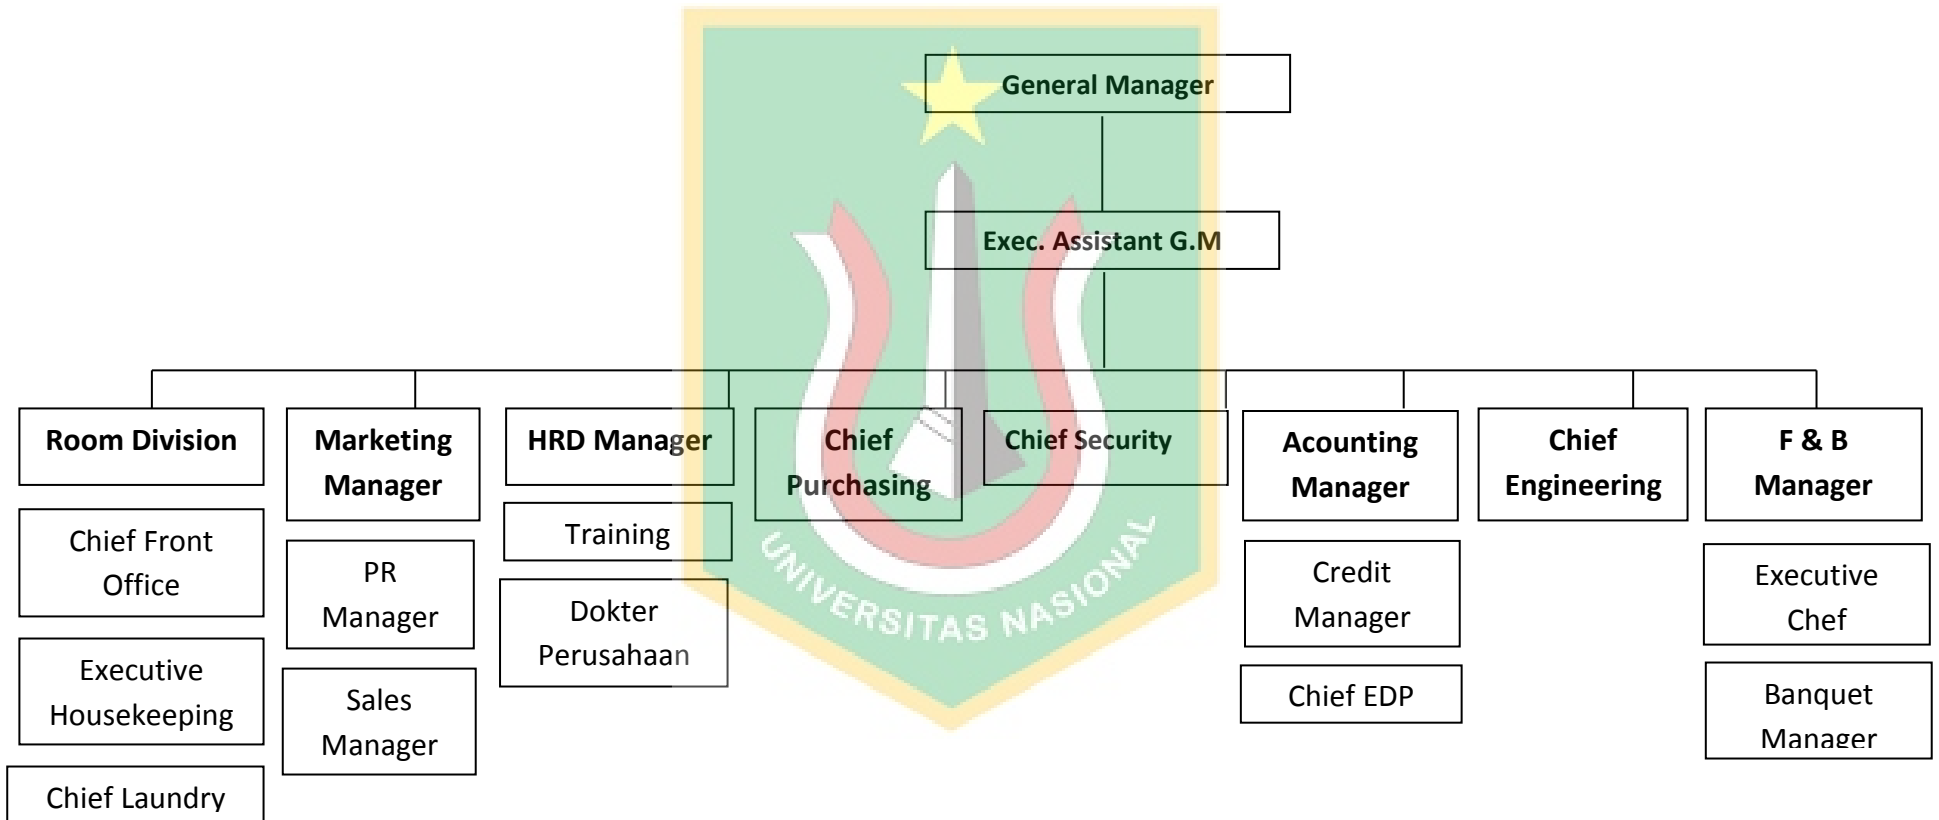 General Manager
Exec. Assistant G.M
Room Division
Chief Front
Office
Executive
Housekeeping
Chief Laundry
Marketing
Manager
PR
Manager
Sales
Manager
HRD Manager
Training
Dokter
Perusahaan
Chief
Purchasing
Chief Security
Acounting
Manager
Credit
Manager
Chief EDP
Chief
Engineering
F & B
Manager
Executive
Chef
Banquet
Manager
UNIVERSITAS NASIONAL